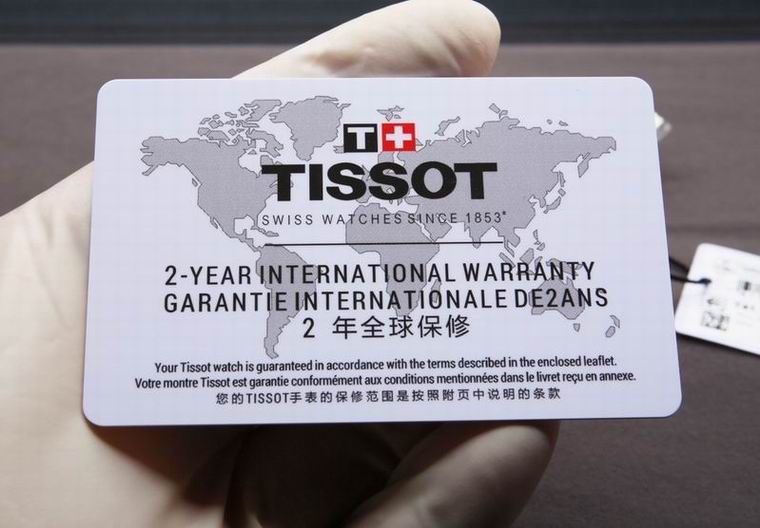 T+
TISSOT
SWISS WATCHES SINCE 1853
2-YEAR INTERNATIONAL WARRANTY
GARANTIE INTERNATIONALE DE2ANS
2 年全球保修
Your Tissot watch is guaranteed in accordance with the terms described in the enclosed leaflet.
Votre montre Tissot est garantie conformément aux conditions mentionnées dans le livret reçu en annexe.
您的TISSOT手表的保修范围是按照附页中说明的条款